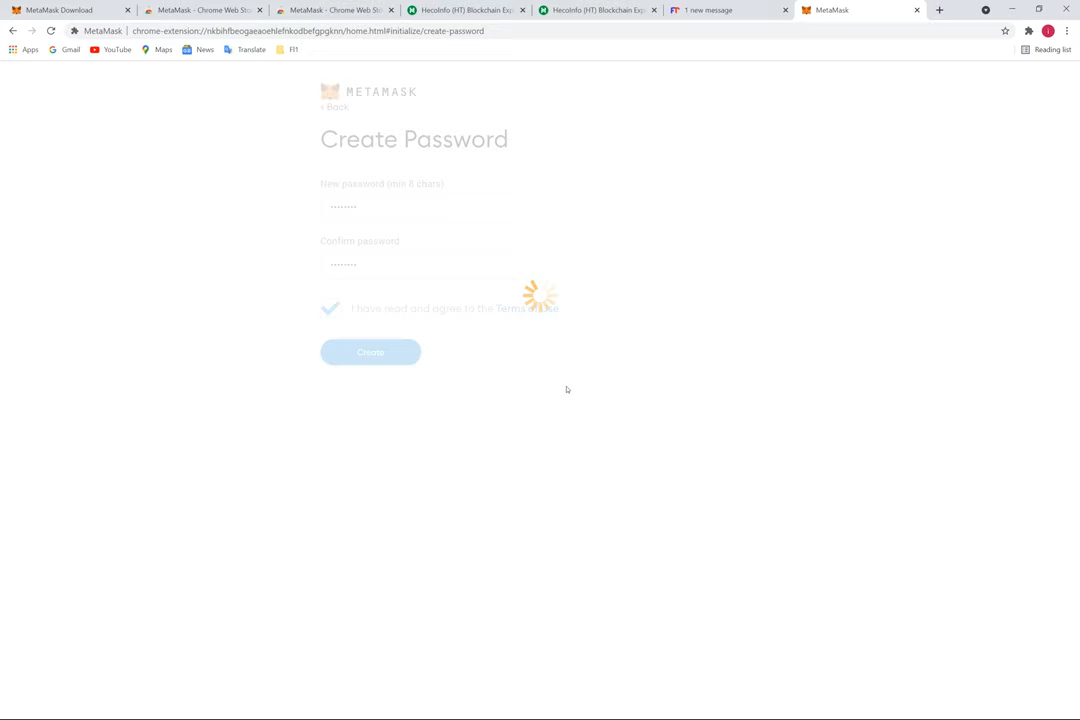 MetaMask Download
MetaMask - Chrome Web Sto
MetaMask - Chrome Web Sto
HecoInfo (HT) Blockchain Exp
HecoInfo (HT) Blockchain Exp
1 new message
MetaMask
MetaMask | chrome-extension://nkbihfbeogaeaoehlefnkodbefgpgknn/home.html#initialize/create-password
Apps
Gmail
YouTube
Maps
News
Translate
Reading list
METAMASK
< Back
Create Password
New password (min 8 chars)
Confirm password
I have read and agree to the Terms of Use
Create